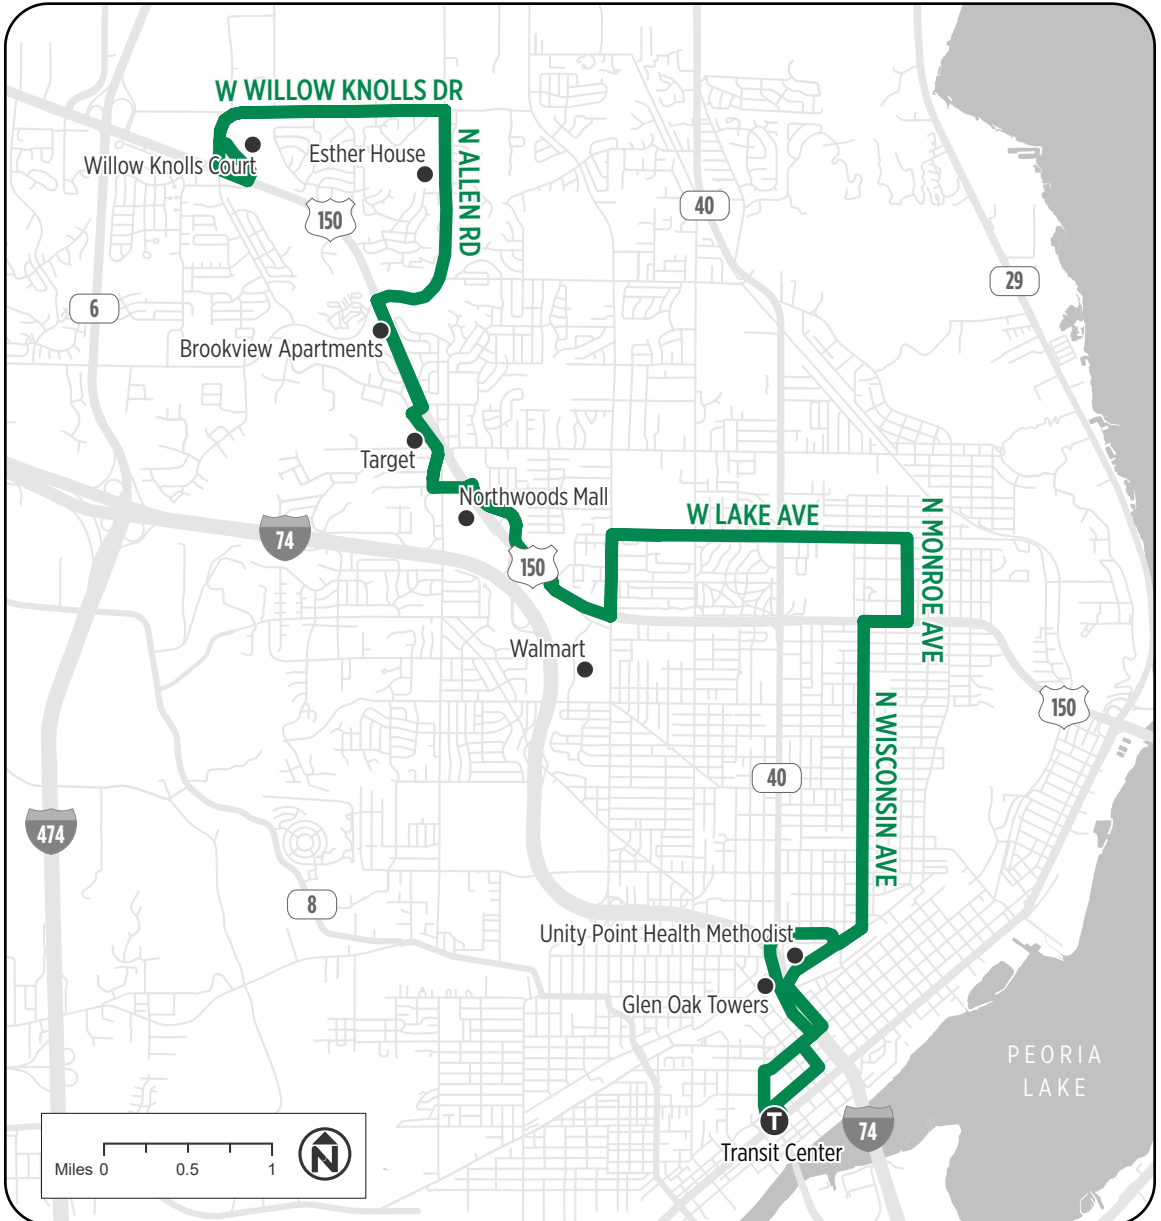 W WILLOW KNOLLS DR
N ALLEN RD
Esther House
Willow Knolls Court
150
40
29
6
Brookview Apartments
Target
Northwoods Mall
W LAKE AVE
N MONROE AVE
74
150
Walmart
N WISCONSIN AVE
150
40
474
8
Unity Point Health Methodist
Glen Oak Towers
PEORIA
LAKE
T
74
Transit Center
Miles 0 0.5 1
N